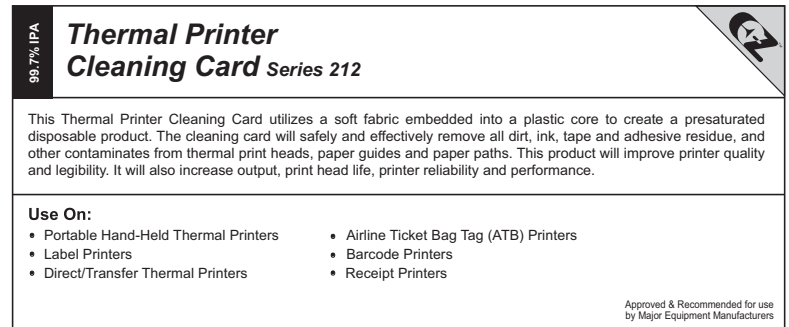 99.7% IPA
Thermal Printer
Cleaning Card Series 212
This Thermal Printer Cleaning Card utilizes a soft fabric embedded into a plastic core to create a presaturated
disposable product. The cleaning card will safely and effectively remove all dirt, ink, tape and adhesive residue, and
other contaminates from thermal print heads, paper guides and paper paths. This product will improve printer quality
and legibility. It will also increase output, print head life, printer reliability and performance.
Use On:
• Portable Hand-Held Thermal Printers
• Label Printers
• Direct/Transfer Thermal Printers
• Airline Ticket Bag Tag (ATB) Printers
• Barcode Printers
• Receipt Printers
Approved & Recommended for use
by Major Equipment Manufacturers